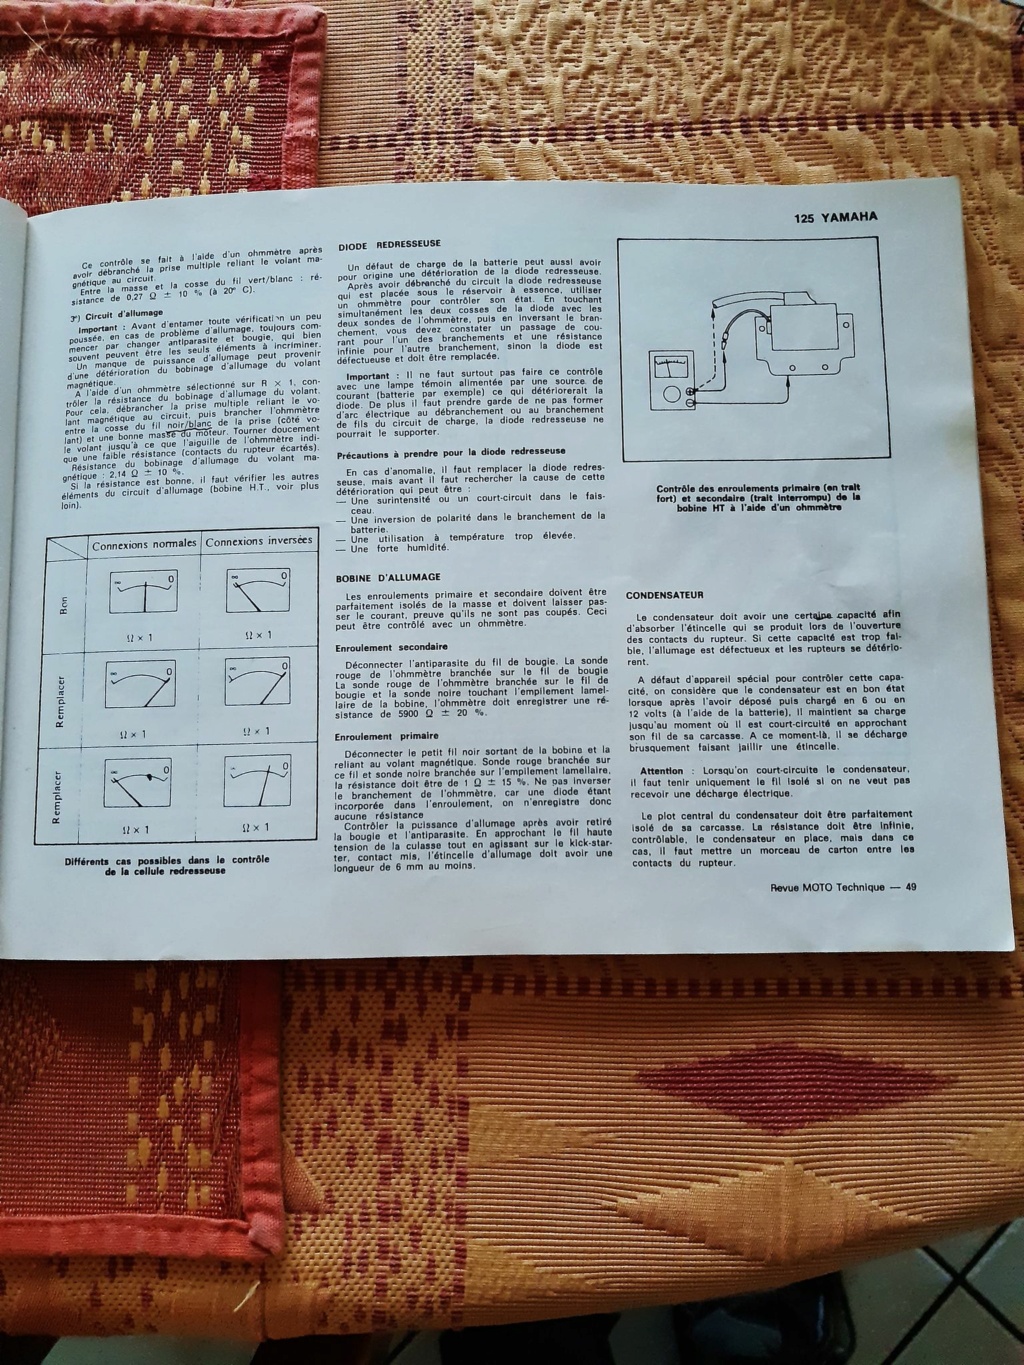 125 YAMAHA
Ce contrôle se fait à l'aide d'un ohmmètre après
avoir débranché la prise multiple reliant le volant ma-
gnétique au circuit.
Entre la masse et la cosse du fil vert/blanc : ré-
sistance de 0,27 Ω ± 10 % (à 20° C).
3°) Circuit d'allumage
Important : Avant d'entamer toute vérification un peu
poussée, en cas de problème d'allumage, toujours com-
mencer par changer antiparasite et bougie, qui bien
souvent peuvent être les seuls éléments à incriminer.
Un manque de puissance d'allumage peut provenir
d'une détérioration du bobinage d'allumage du volant
magnétique.
A l'aide d'un ohmmètre sélectionné sur R × 1, con-
trôler la résistance du bobinage d'allumage du volant.
Pour cela, débrancher la prise multiple reliant le vo-
lant magnétique au circuit, puis brancher l'ohmmètre
entre la cosse du fil noir/blanc de la prise (côté vo-
lant) et une bonne masse du moteur. Tourner doucement
le volant jusqu'à ce que l'aiguille de l'ohmmètre indi-
que une faible résistance (contacts du rupteur écartés).
Résistance du bobinage d'allumage du volant ma-
gnétique : 2,14 Ω ± 10 %.
Si la résistance est bonne, il faut vérifier les autres
éléments du circuit d'allumage (bobine H.T., voir plus
loin).
Connexions normales Connexions inversées
Bon
∞ 0 ∞ 0
Ω × 1 Ω × 1
Remplacer
∞ 0 ∞ 0
Ω × 1 Ω × 1
Remplacer
∞ 0 ∞ 0
Ω × 1 Ω × 1
Différents cas possibles dans le contrôle
de la cellule redresseuse
DIODE REDRESSEUSE
Un défaut de charge de la batterie peut aussi avoir
pour origine une détérioration de la diode redresseuse.
Après avoir débranché du circuit la diode redresseuse
qui est placée sous le réservoir à essence, utiliser
un ohmmètre pour contrôler son état. En touchant
simultanément les deux cosses de la diode avec les
deux sondes de l'ohmmètre, puis en inversant le bran-
chement, vous devez constater un passage de cou-
rant pour l'un des branchements et une résistance
infinie pour l'autre branchement, sinon la diode est
défectueuse et doit être remplacée.
Important : Il ne faut surtout pas faire ce contrôle
avec une lampe témoin alimentée par une source de
courant (batterie par exemple) ce qui détériorerait la
diode. De plus il faut prendre garde de ne pas former
d'arc électrique au débranchement ou au branchement
de fils du circuit de charge, la diode redresseuse ne
pourrait le supporter.
Précautions à prendre pour la diode redresseuse
En cas d'anomalie, il faut remplacer la diode redres-
seuse, mais avant il faut rechercher la cause de cette
détérioration qui peut être :
— Une surintensité ou un court-circuit dans le fais-
ceau.
— Une inversion de polarité dans le branchement de la
batterie.
— Une utilisation à température trop élevée.
— Une forte humidité.
BOBINE D'ALLUMAGE
Les enroulements primaire et secondaire doivent être
parfaitement isolés de la masse et doivent laisser pas-
ser le courant, preuve qu'ils ne sont pas coupés. Ceci
peut être contrôlé avec un ohmmètre.
Enroulement secondaire
Déconnecter l'antiparasite du fil de bougie. La sonde
rouge de l'ohmmètre branchée sur le fil de bougie
La sonde rouge de l'ohmmètre branchée sur le fil de
bougie et la sonde noire touchant l'empilement lamel-
laire de la bobine, l'ohmmètre doit enregistrer une ré-
sistance de 5900 Ω ± 20 %.
Enroulement primaire
Déconnecter le petit fil noir sortant de la bobine et la
reliant au volant magnétique. Sonde rouge branchée sur
ce fil et sonde noire branchée sur l'empilement lamellaire,
la résistance doit être de 1 Ω ± 15 %. Ne pas inverser
le branchement de l'ohmmètre, car une diode étant
incorporée dans l'enroulement, on n'enregistre donc
aucune résistance
Contrôler la puissance d'allumage après avoir retiré
la bougie et l'antiparasite. En approchant le fil haute
tension de la culasse tout en agissant sur le kick-star-
ter, contact mis, l'étincelle d'allumage doit avoir une
longueur de 6 mm au moins.
Contrôle des enroulements primaire (en trait
fort) et secondaire (trait interrompu) de la
bobine HT à l'aide d'un ohmmètre
CONDENSATEUR
Le condensateur doit avoir une certaine capacité afin
d'absorber l'étincelle qui se produit lors de l'ouverture
des contacts du rupteur. Si cette capacité est trop fai-
ble, l'allumage est défectueux et les rupteurs se détério-
rent.
A défaut d'appareil spécial pour contrôler cette capa-
cité, on considère que le condensateur est en bon état
lorsque après l'avoir déposé puis chargé en 6 ou en
12 volts (à l'aide de la batterie), il maintient sa charge
jusqu'au moment où il est court-circuité en approchant
son fil de sa carcasse. A ce moment-là, il se décharge
brusquement faisant jaillir une étincelle.
Attention : Lorsqu'on court-circuite le condensateur,
il faut tenir uniquement le fil isolé si on ne veut pas
recevoir une décharge électrique.
Le plot central du condensateur doit être parfaitement
isolé de sa carcasse. La résistance doit être infinie,
contrôlable, le condensateur en place, mais dans ce
cas, il faut mettre un morceau de carton entre les
contacts du rupteur.
Revue MOTO Technique — 49